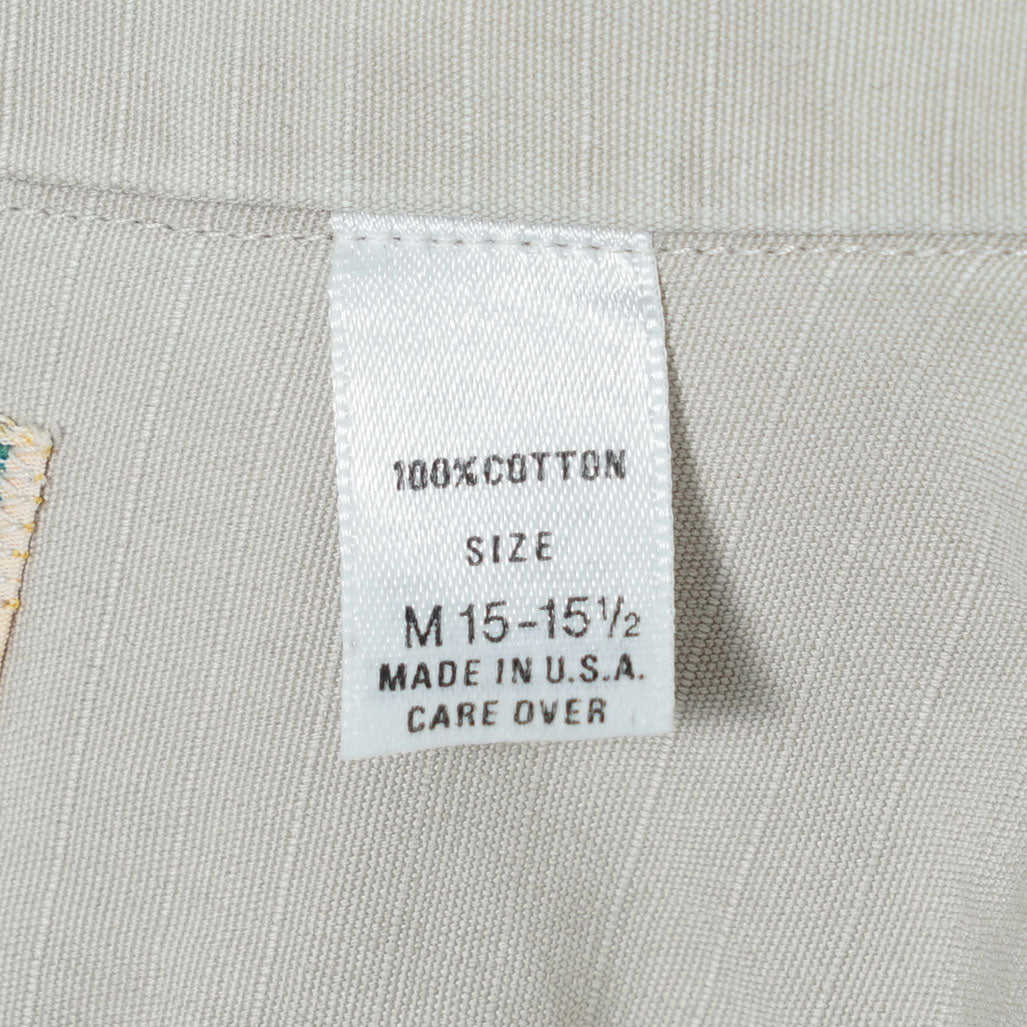 100%COTTON
SIZE
M 15-15½
MADE IN U.S.A.
CARE OVER